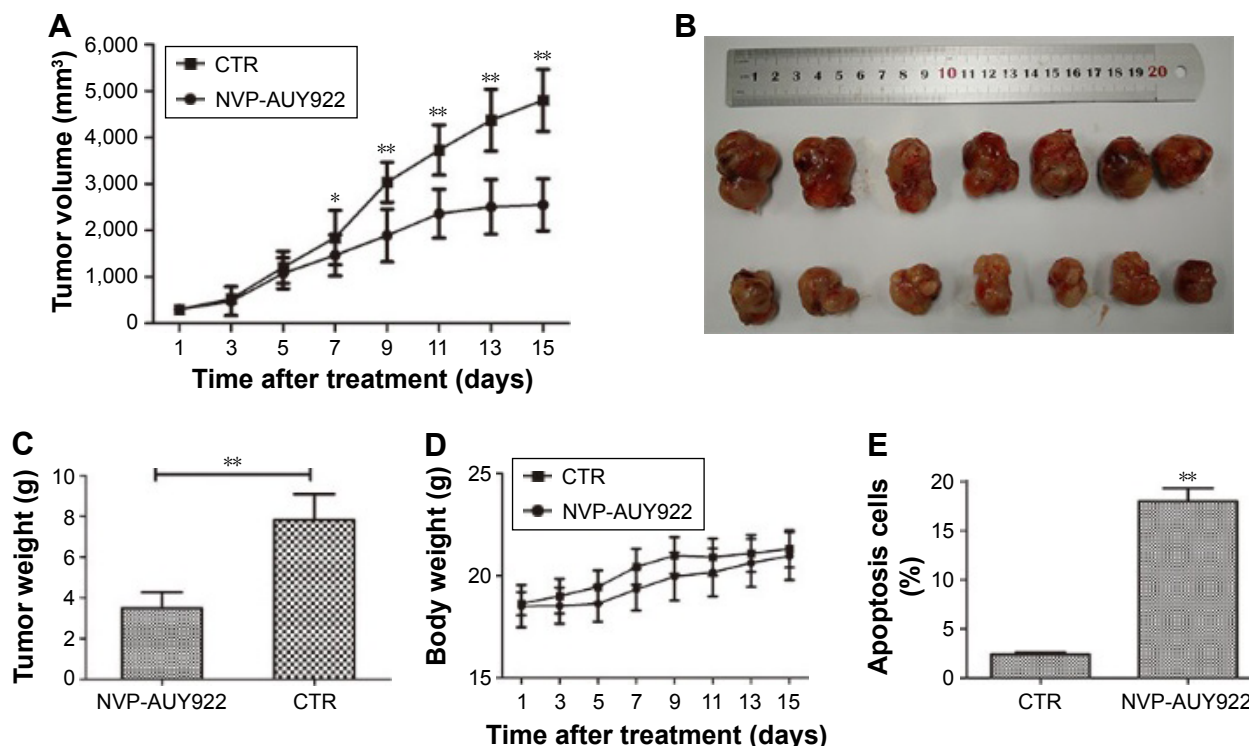 A
6,000
5,000
4,000
3,000
2,000
1,000
0
Tumor volume (mm³)
CTR
NVP-AUY922
*
**
**
**
**
1 3 5 7 9 11 13 15
Time after treatment (days)
B
1 2 3 4 5 6 7 8 9 10 11 12 13 14 15 16 17 18 19 20
C
**
10
8
6
4
2
0
Tumor weight (g)
NVP-AUY922 CTR
D
25
20
15
Body weight (g)
CTR
NVP-AUY922
1 3 5 7 9 11 13 15
Time after treatment (days)
E
20
15
10
5
0
Apoptosis cells
(%)
**
CTR NVP-AUY922